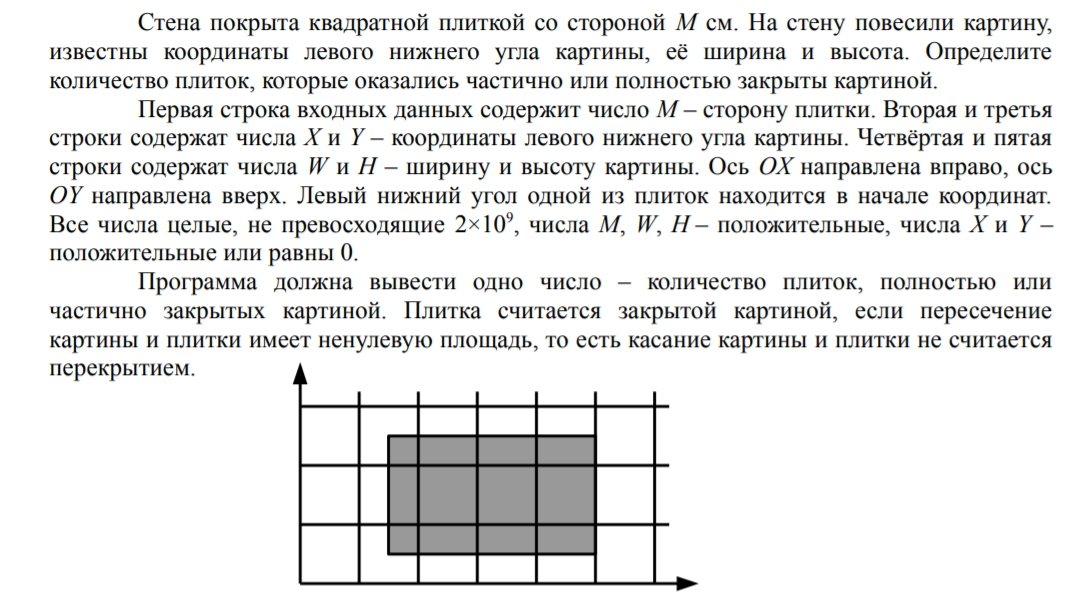 Стена покрыта квадратной плиткой со стороной M см. На стену повесили картину,
известны координаты левого нижнего угла картины, её ширина и высота. Определите
количество плиток, которые оказались частично или полностью закрыты картиной.
Первая строка входных данных содержит число M – сторону плитки. Вторая и третья
строки содержат числа X и Y – координаты левого нижнего угла картины. Четвёртая и пятая
строки содержат числа W и H – ширину и высоту картины. Ось OX направлена вправо, ось
OY направлена вверх. Левый нижний угол одной из плиток находится в начале координат.
Все числа целые, не превосходящие 2×10⁹, числа M, W, H – положительные, числа X и Y –
положительные или равны 0.
Программа должна вывести одно число – количество плиток, полностью или
частично закрытых картиной. Плитка считается закрытой картиной, если пересечение
картины и плитки имеет ненулевую площадь, то есть касание картины и плитки не считается
перекрытием.